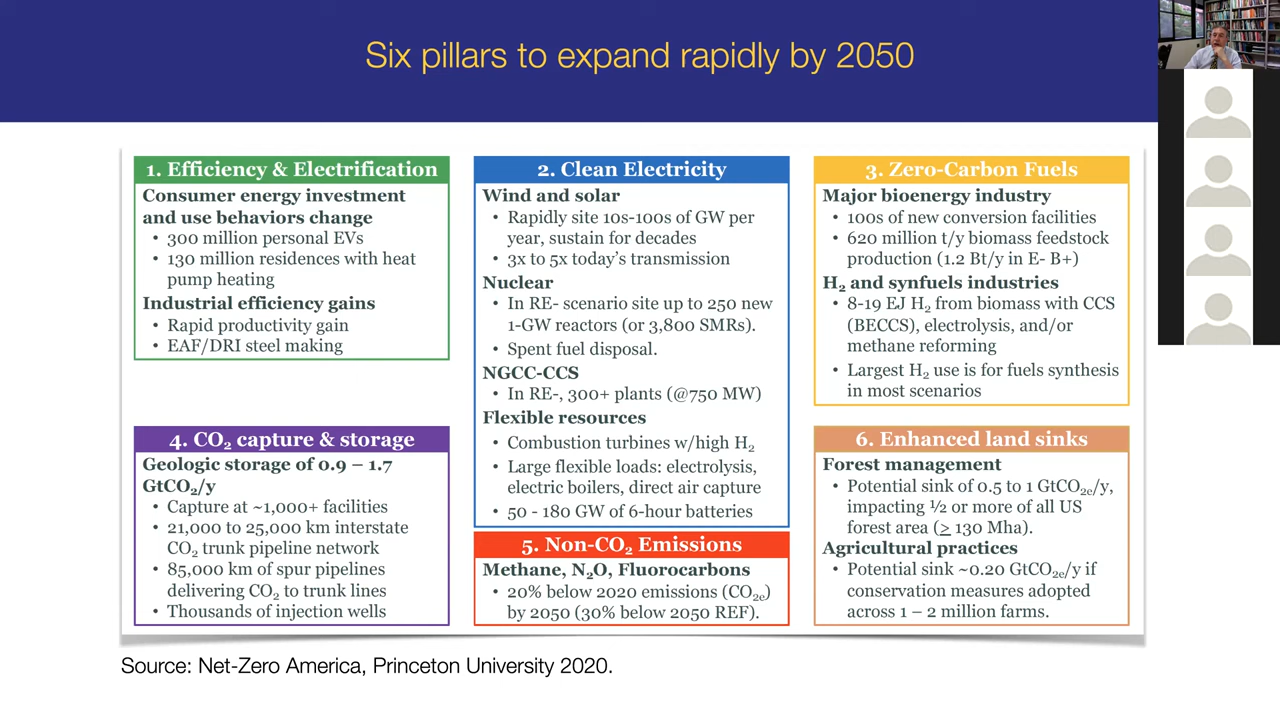 Six pillars to expand rapidly by 2050
1. Efficiency & Electrification
Consumer energy investment
and use behaviors change
• 300 million personal EVs
• 130 million residences with heat
pump heating
Industrial efficiency gains
• Rapid productivity gain
• EAF/DRI steel making
2. Clean Electricity
Wind and solar
• Rapidly site 10s-100s of GW per
year, sustain for decades
• 3x to 5x today's transmission
Nuclear
• In RE- scenario site up to 250 new
1-GW reactors (or 3,800 SMRs).
• Spent fuel disposal.
NGCC-CCS
• In RE-, 300+ plants (@750 MW)
Flexible resources
• Combustion turbines w/high H₂
• Large flexible loads: electrolysis,
electric boilers, direct air capture
• 50 - 180 GW of 6-hour batteries
3. Zero-Carbon Fuels
Major bioenergy industry
• 100s of new conversion facilities
• 620 million t/y biomass feedstock
production (1.2 Bt/y in E- B+)
H₂ and synfuels industries
• 8-19 EJ H₂ from biomass with CCS
(BECCS), electrolysis, and/or
methane reforming
• Largest H₂ use is for fuels synthesis
in most scenarios
4. CO₂ capture & storage
Geologic storage of 0.9 – 1.7
GtCO₂/y
• Capture at ~1,000+ facilities
• 21,000 to 25,000 km interstate
CO₂ trunk pipeline network
• 85,000 km of spur pipelines
delivering CO₂ to trunk lines
• Thousands of injection wells
5. Non-CO₂ Emissions
Methane, N₂O, Fluorocarbons
• 20% below 2020 emissions (CO₂ₑ)
by 2050 (30% below 2050 REF).
6. Enhanced land sinks
Forest management
• Potential sink of 0.5 to 1 GtCO₂ₑ/y,
impacting ½ or more of all US
forest area (≥ 130 Mha).
Agricultural practices
• Potential sink ~0.20 GtCO₂ₑ/y if
conservation measures adopted
across 1 – 2 million farms.
Source: Net-Zero America, Princeton University 2020.